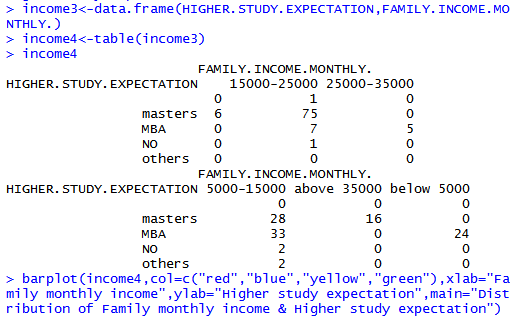 > income3<-data.frame(HIGHER.STUDY.EXPECTATION,FAMILY.INCOME.MO
NTHLY.)
> income4<-table(income3)
> income4
                        FAMILY.INCOME.MONTHLY.
HIGHER.STUDY.EXPECTATION    15000-25000 25000-35000
                          0           1           0
                 masters  6          75           0
                 MBA      0           7           5
                 NO       0           1           0
                 others   0           0           0
                        FAMILY.INCOME.MONTHLY.
HIGHER.STUDY.EXPECTATION 5000-15000 above 35000 below 5000
                                  0           0          0
                 masters         28          16          0
                 MBA             33           0         24
                 NO               2           0          0
                 others           2           0          0
> barplot(income4,col=c("red","blue","yellow","green"),xlab="Fa
mily monthly income",ylab="Higher study expectation",main="Dist
ribution of Family monthly income & Higher study expectation")